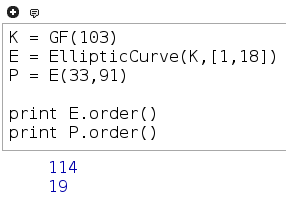 K = GF(103)
E = EllipticCurve(K,[1,18])
P = E(33,91)
print E.order()
print P.order()
114
19